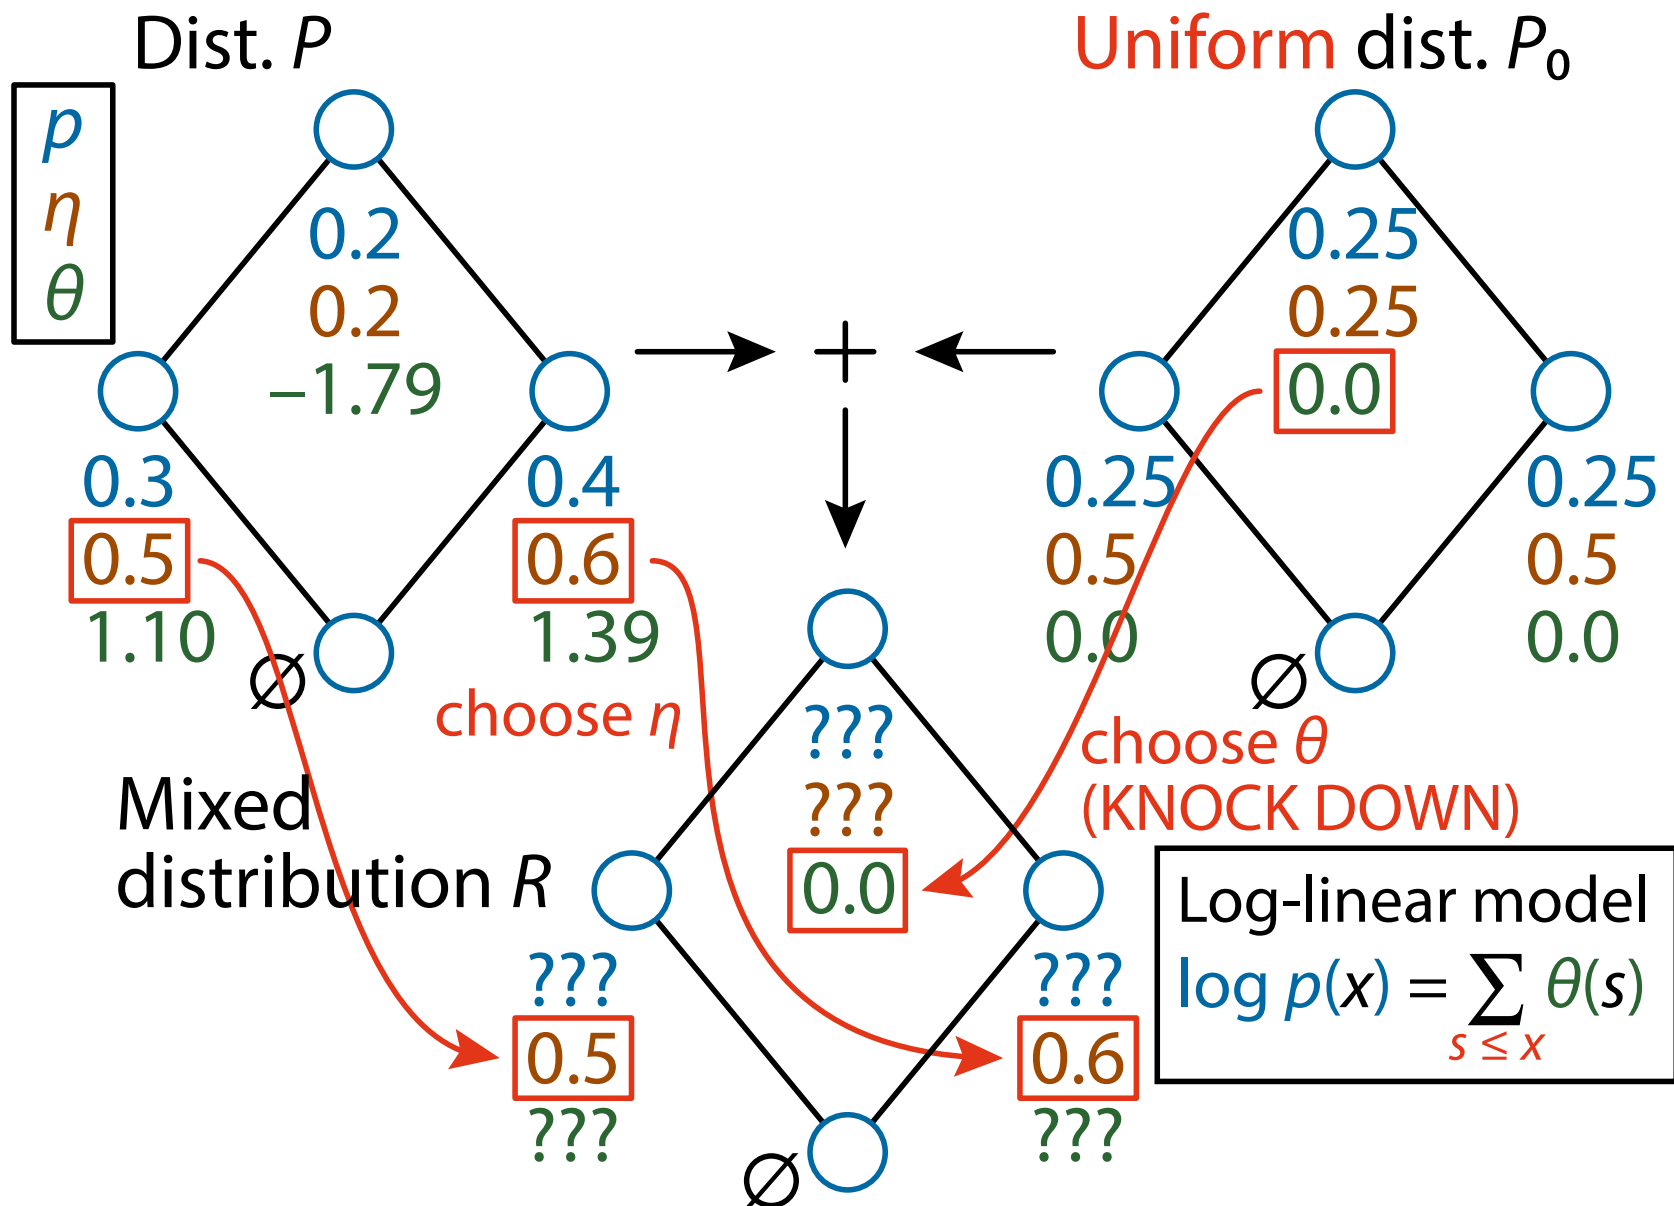 Dist. P
Uniform dist. P₀
p
η
θ
0.2
0.2
–1.79
0.3
0.5
1.10
0.4
0.6
1.39
∅
0.25
0.25
0.0
0.25
0.5
0.0
0.25
0.5
0.0
∅
+
choose η
choose θ
(KNOCK DOWN)
Mixed
distribution R
???
???
0.0
???
0.5
???
???
0.6
???
∅
Log-linear model
log p(x) = ∑ θ(s)
s ≤ x